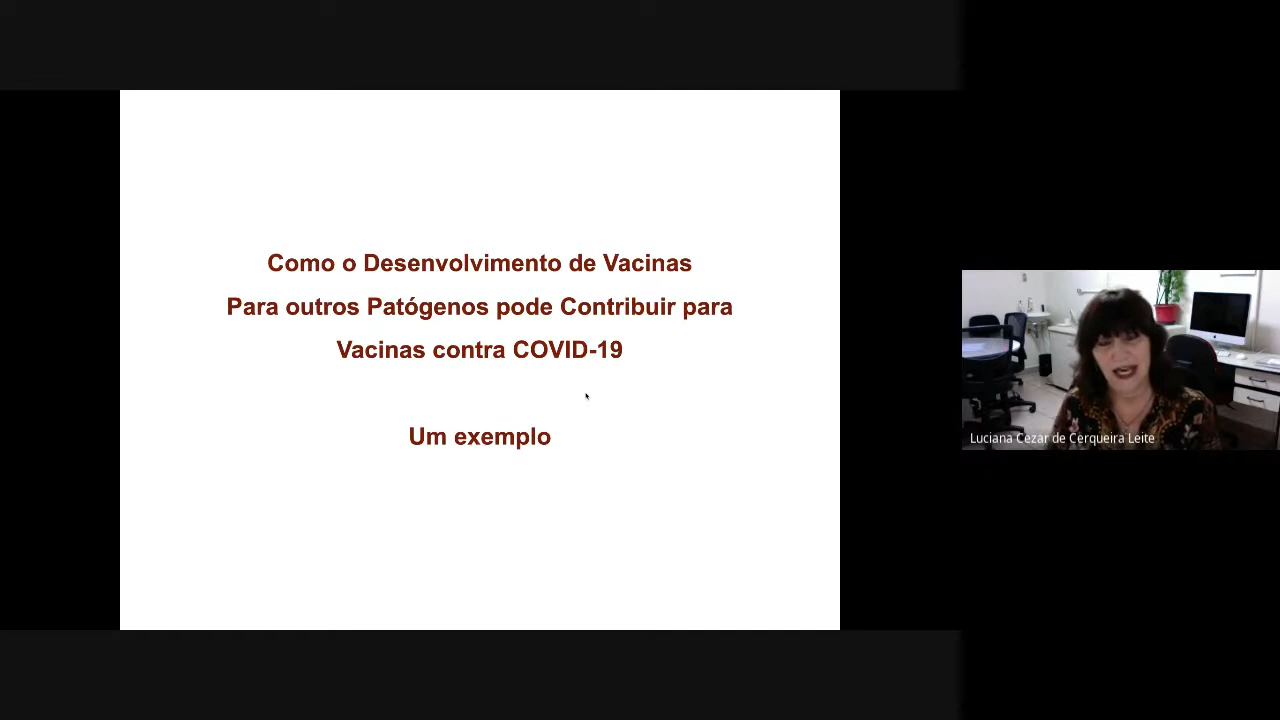 Como o Desenvolvimento de Vacinas
Para outros Patógenos pode Contribuir para
Vacinas contra COVID-19
Um exemplo
Luciana Cezar de Cerqueira Leite